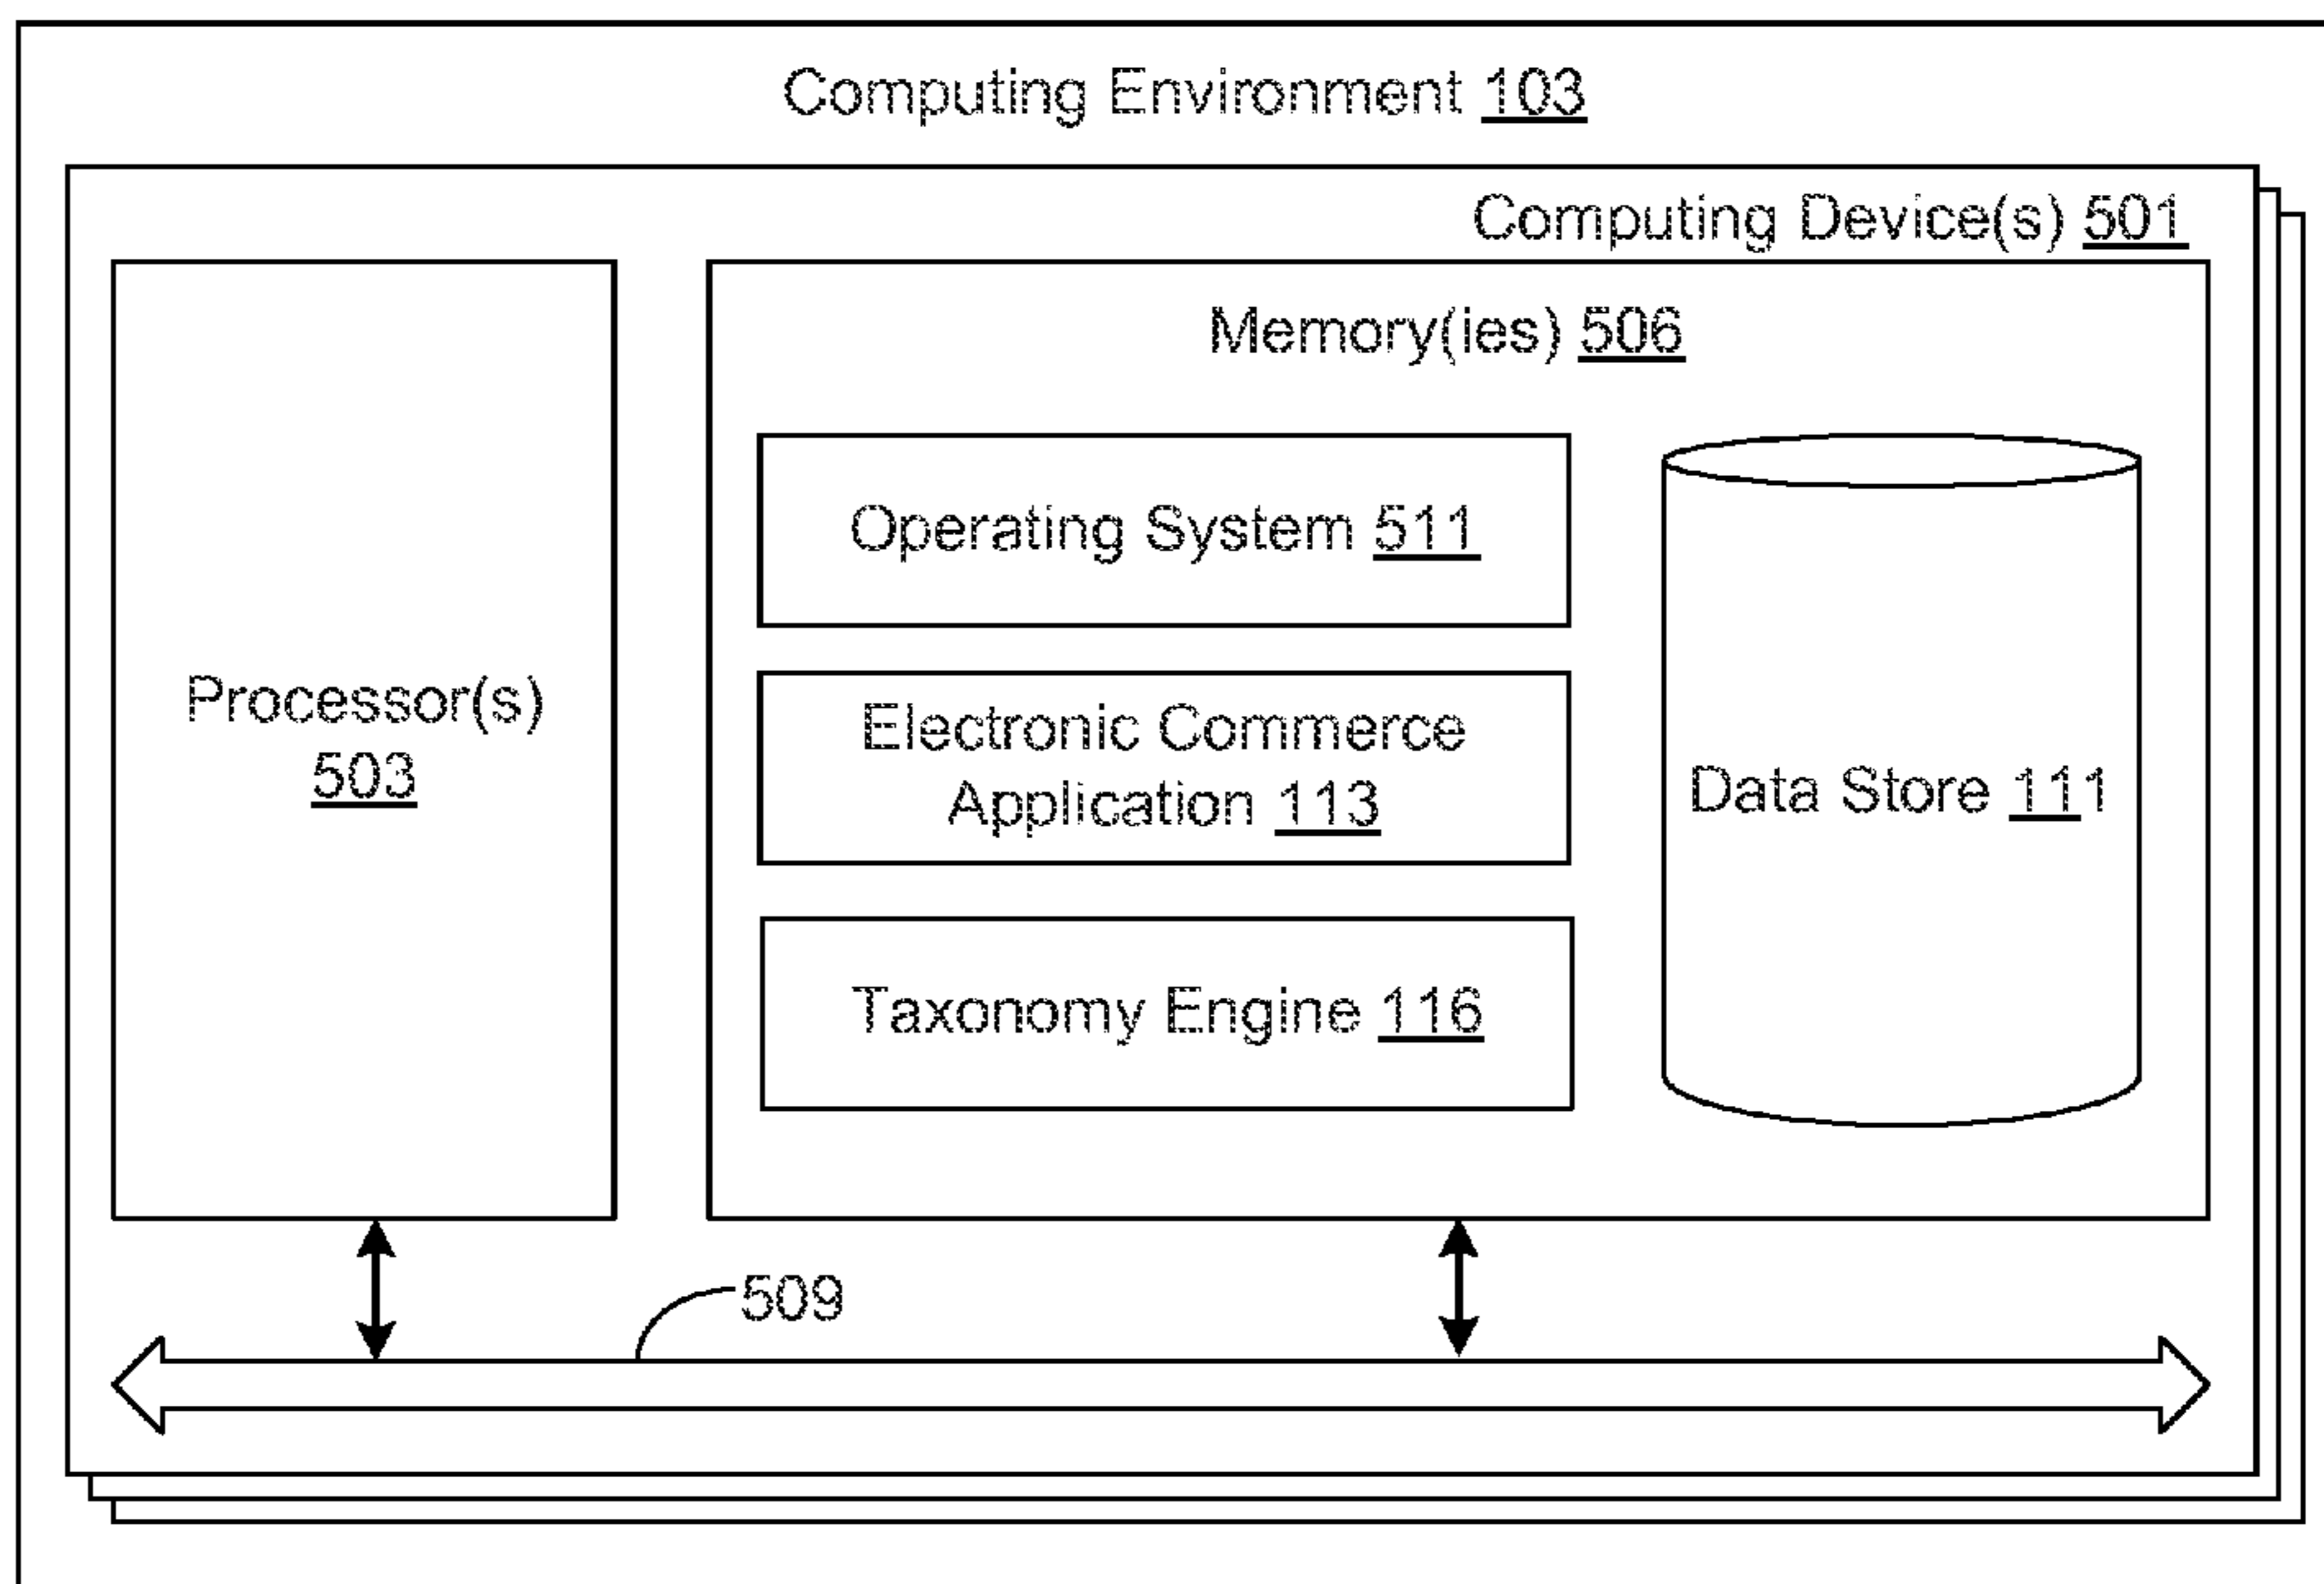 Computing Environment 103
Computing Device(s) 501
Memory(ies) 506
Operating System 511
Processor(s)
503
Electronic Commerce
Application 113
Data Store 111
Taxonomy Engine 116
509